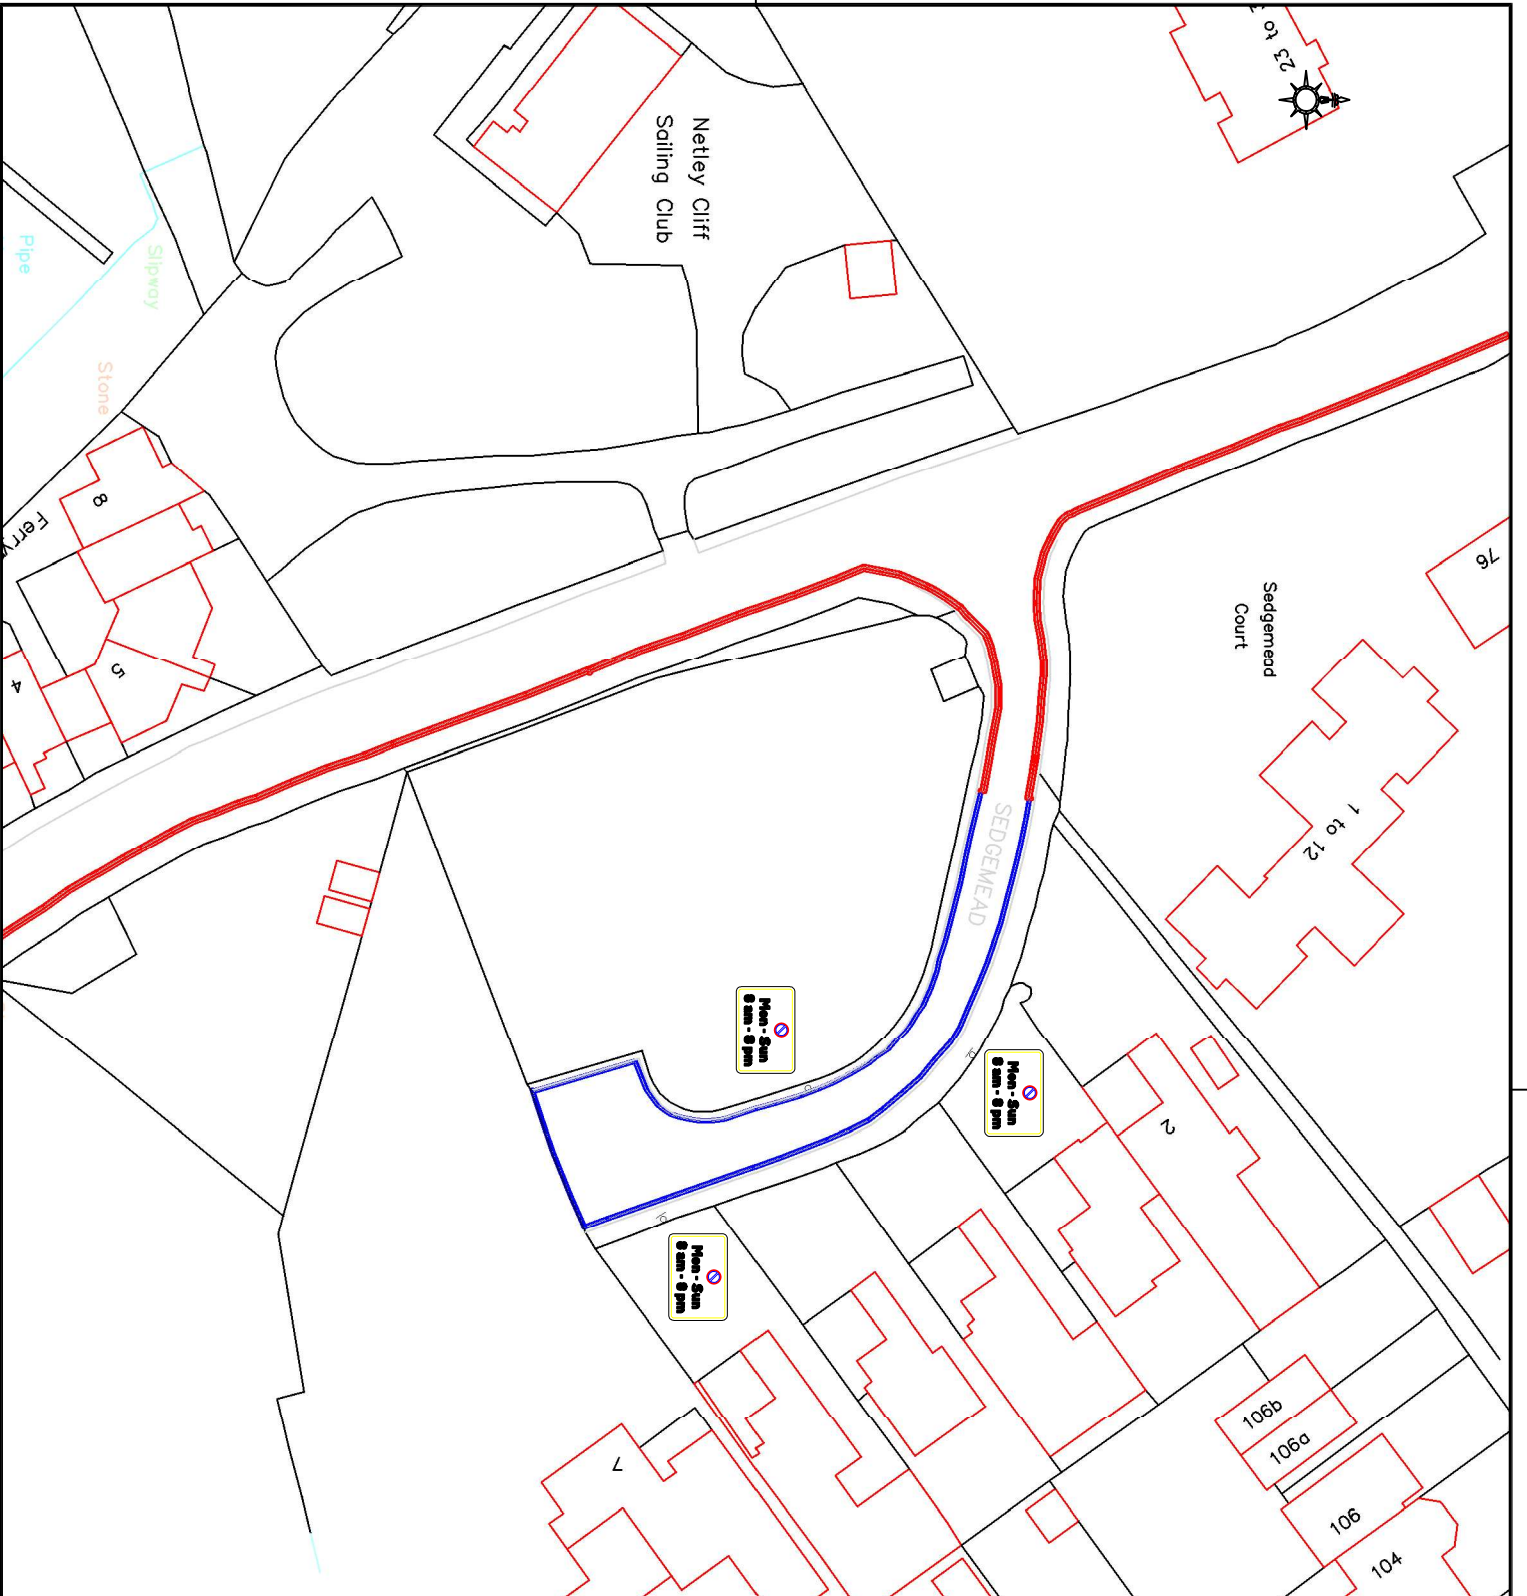 23 to
Netley Cliff
Sailing Club
Pipe
Slipway
Stone
Ferry
8
5
4
76
Sedgemead
Court
1 to 12
SEDGEMEAD
Mon - Sun
8 am - 8 pm
Mon - Sun
8 am - 8 pm
Mon - Sun
8 am - 8 pm
2
7
106b
106a
106
104